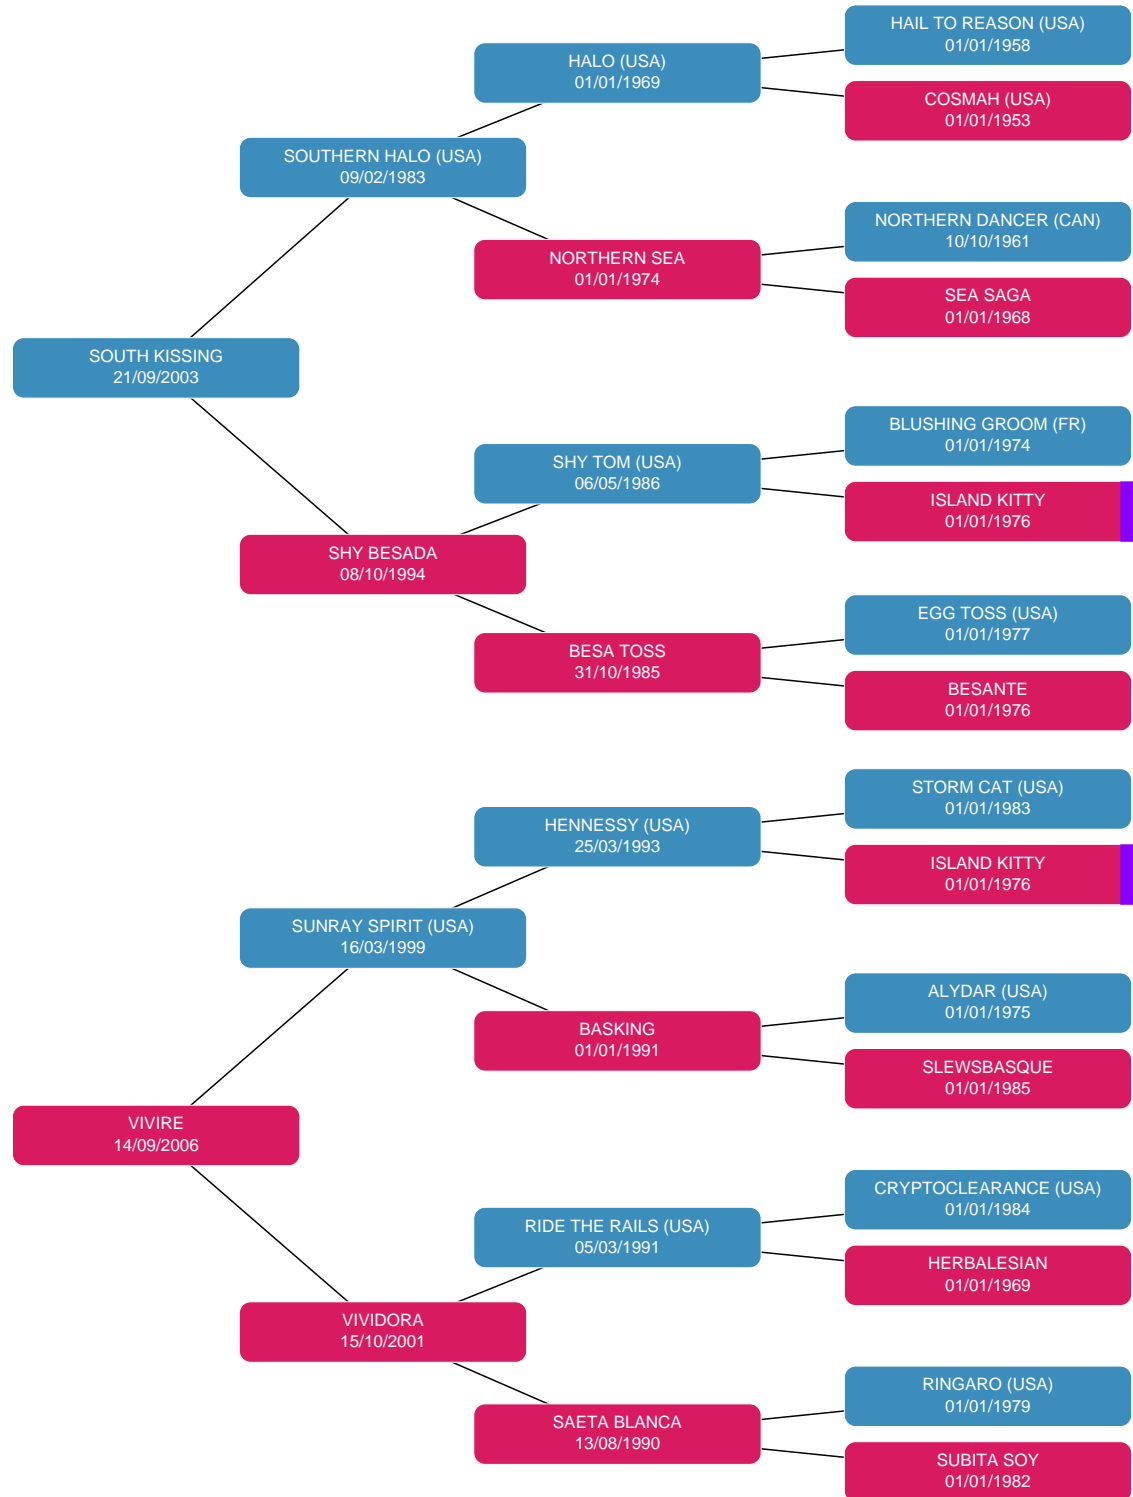 HAIL TO REASON (USA)
01/01/1958
HALO (USA)
01/01/1969
COSMAH (USA)
01/01/1953
SOUTHERN HALO (USA)
09/02/1983
NORTHERN DANCER (CAN)
10/10/1961
NORTHERN SEA
01/01/1974
SEA SAGA
01/01/1968
SOUTH KISSING
21/09/2003
BLUSHING GROOM (FR)
01/01/1974
SHY TOM (USA)
06/05/1986
ISLAND KITTY
01/01/1976
SHY BESADA
08/10/1994
EGG TOSS (USA)
01/01/1977
BESA TOSS
31/10/1985
BESANTE
01/01/1976
STORM CAT (USA)
01/01/1983
HENNESSY (USA)
25/03/1993
ISLAND KITTY
01/01/1976
SUNRAY SPIRIT (USA)
16/03/1999
ALYDAR (USA)
01/01/1975
BASKING
01/01/1991
SLEWSBASQUE
01/01/1985
VIVIRE
14/09/2006
CRYPTOCLEARANCE (USA)
01/01/1984
RIDE THE RAILS (USA)
05/03/1991
HERBALESIAN
01/01/1969
VIVIDORA
15/10/2001
RINGARO (USA)
01/01/1979
SAETA BLANCA
13/08/1990
SUBITA SOY
01/01/1982